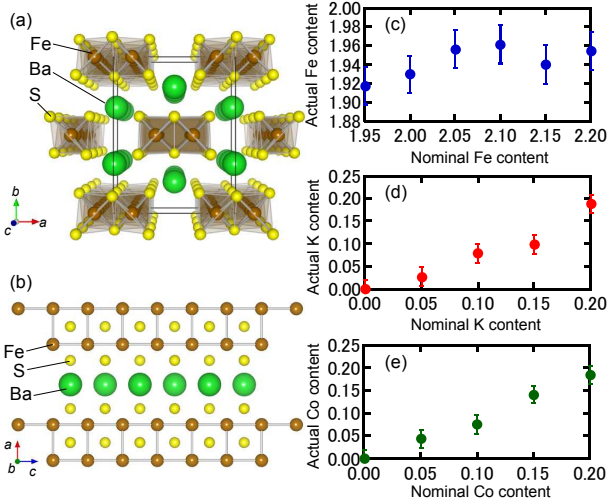 (a)
Fe
Ba
S
b
c
a
(b)
Fe
S
Ba
a
b
c
(c)
Actual Fe content
2.00
1.98
1.96
1.94
1.92
1.90
1.88
1.95
2.00
2.05
2.10
2.15
2.20
Nominal Fe content
(d)
Actual K content
0.25
0.20
0.15
0.10
0.05
0.00
0.00
0.05
0.10
0.15
0.20
Nominal K content
(e)
Actual Co content
0.25
0.20
0.15
0.10
0.05
0.00
0.00
0.05
0.10
0.15
0.20
Nominal Co content